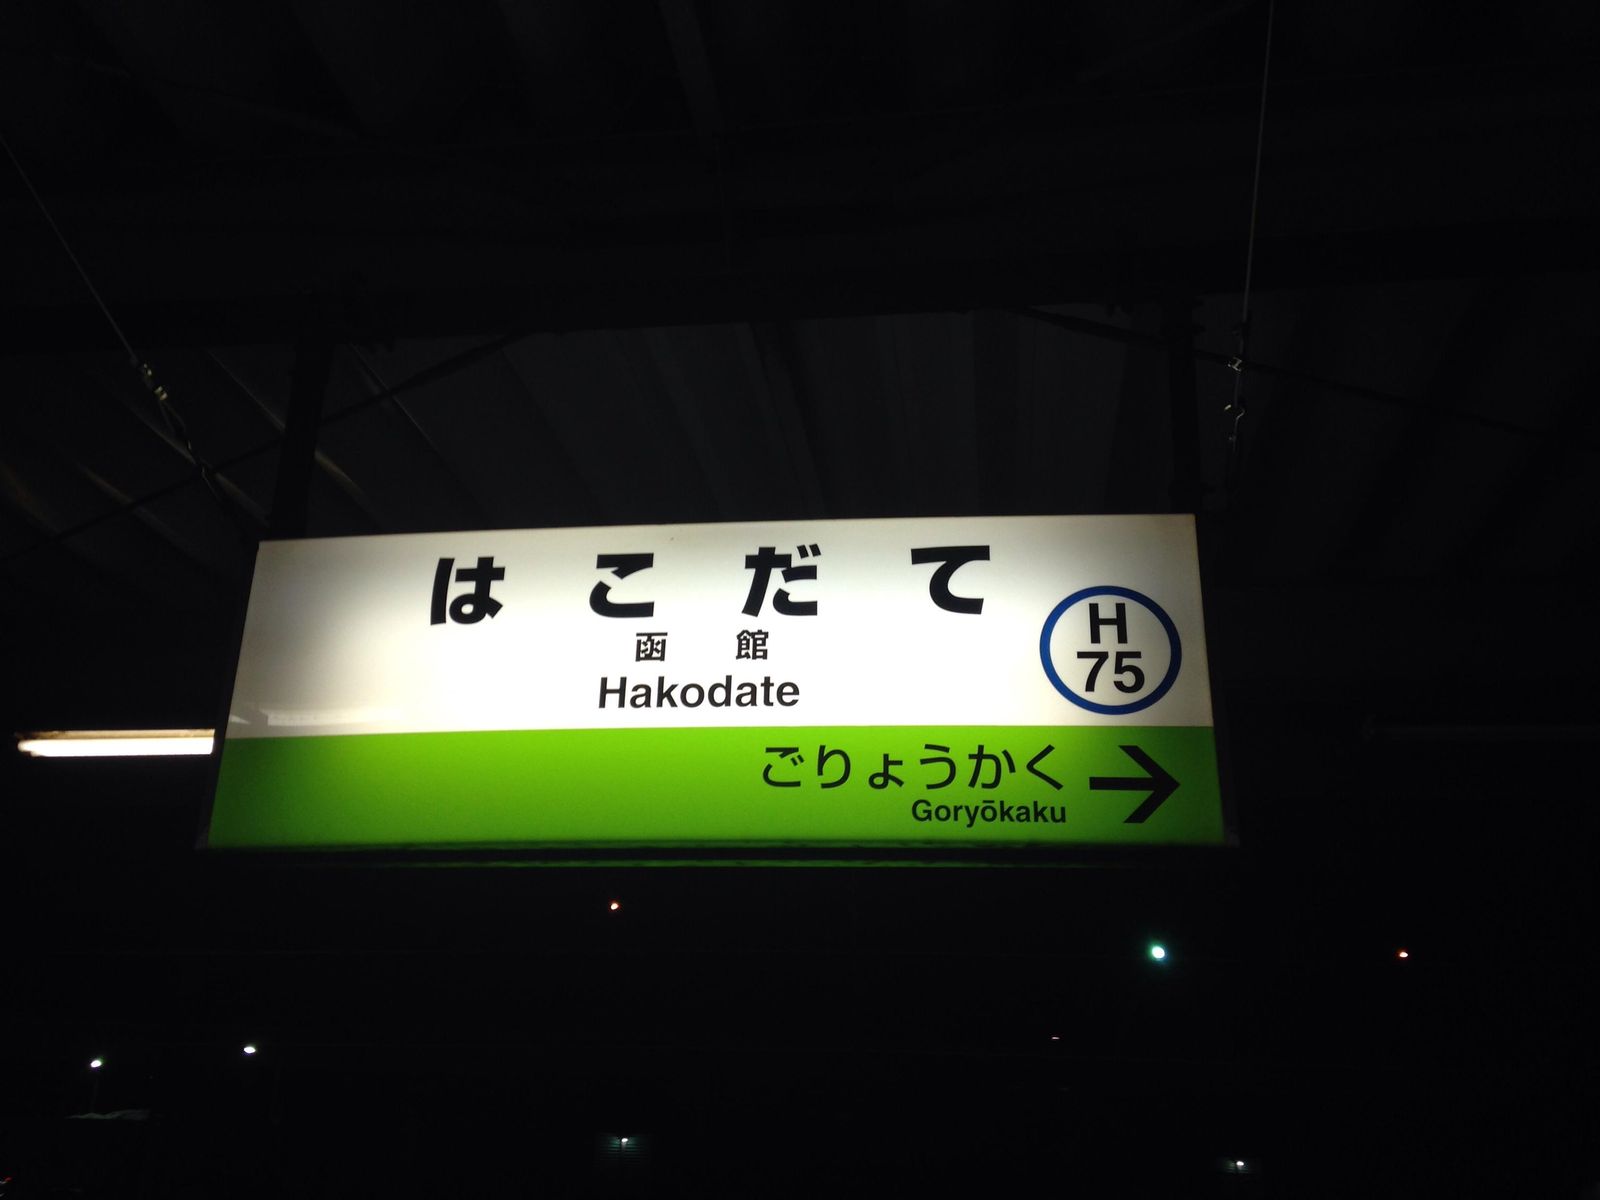 はこだて
函館
Hakodate
H
75
ごりょうかく
Goryōkaku